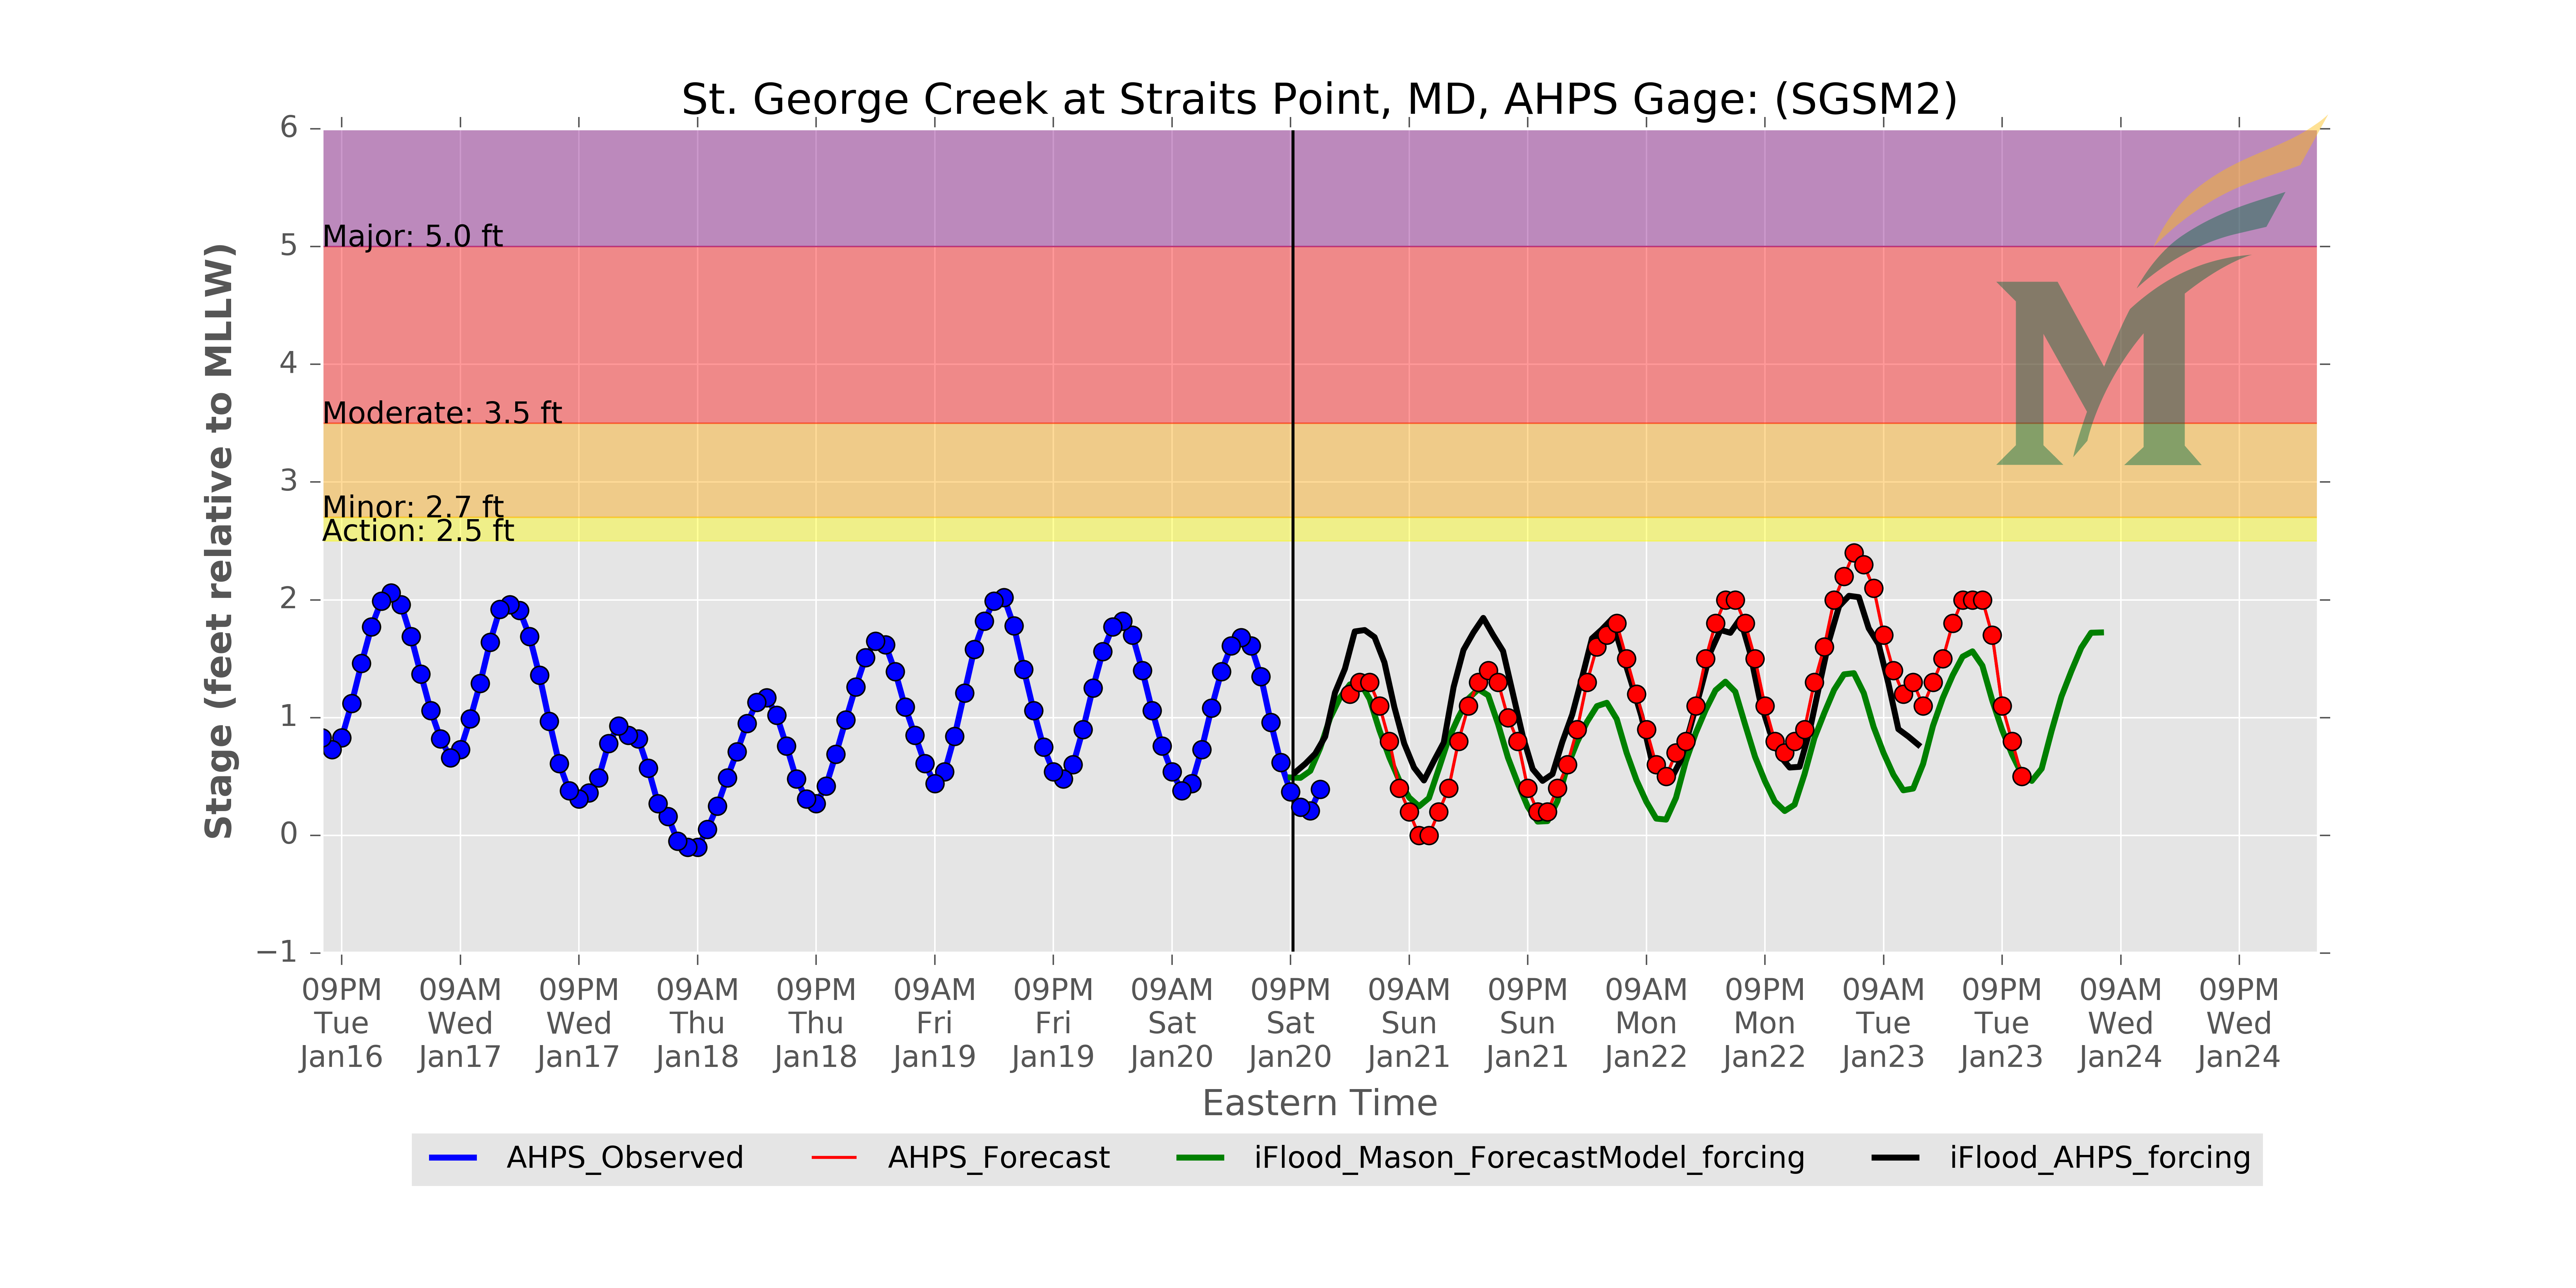 St. George Creek at Straits Point, MD, AHPS Gage: (SGSM2)
Stage (feet relative to MLLW)
6
5
4
3
2
1
0
−1
Major: 5.0 ft
Moderate: 3.5 ft
Minor: 2.7 ft
Action: 2.5 ft
M
09PM 09AM 09PM 09AM 09PM 09AM 09PM 09AM 09PM 09AM 09PM 09AM 09PM 09AM 09PM 09AM 09PM
Tue Wed Wed Thu Thu Fri Fri Sat Sat Sun Sun Mon Mon Tue Tue Wed Wed
Jan16 Jan17 Jan17 Jan18 Jan18 Jan19 Jan19 Jan20 Jan20 Jan21 Jan21 Jan22 Jan22 Jan23 Jan23 Jan24 Jan24
Eastern Time
AHPS_Observed AHPS_Forecast iFlood_Mason_ForecastModel_forcing iFlood_AHPS_forcing